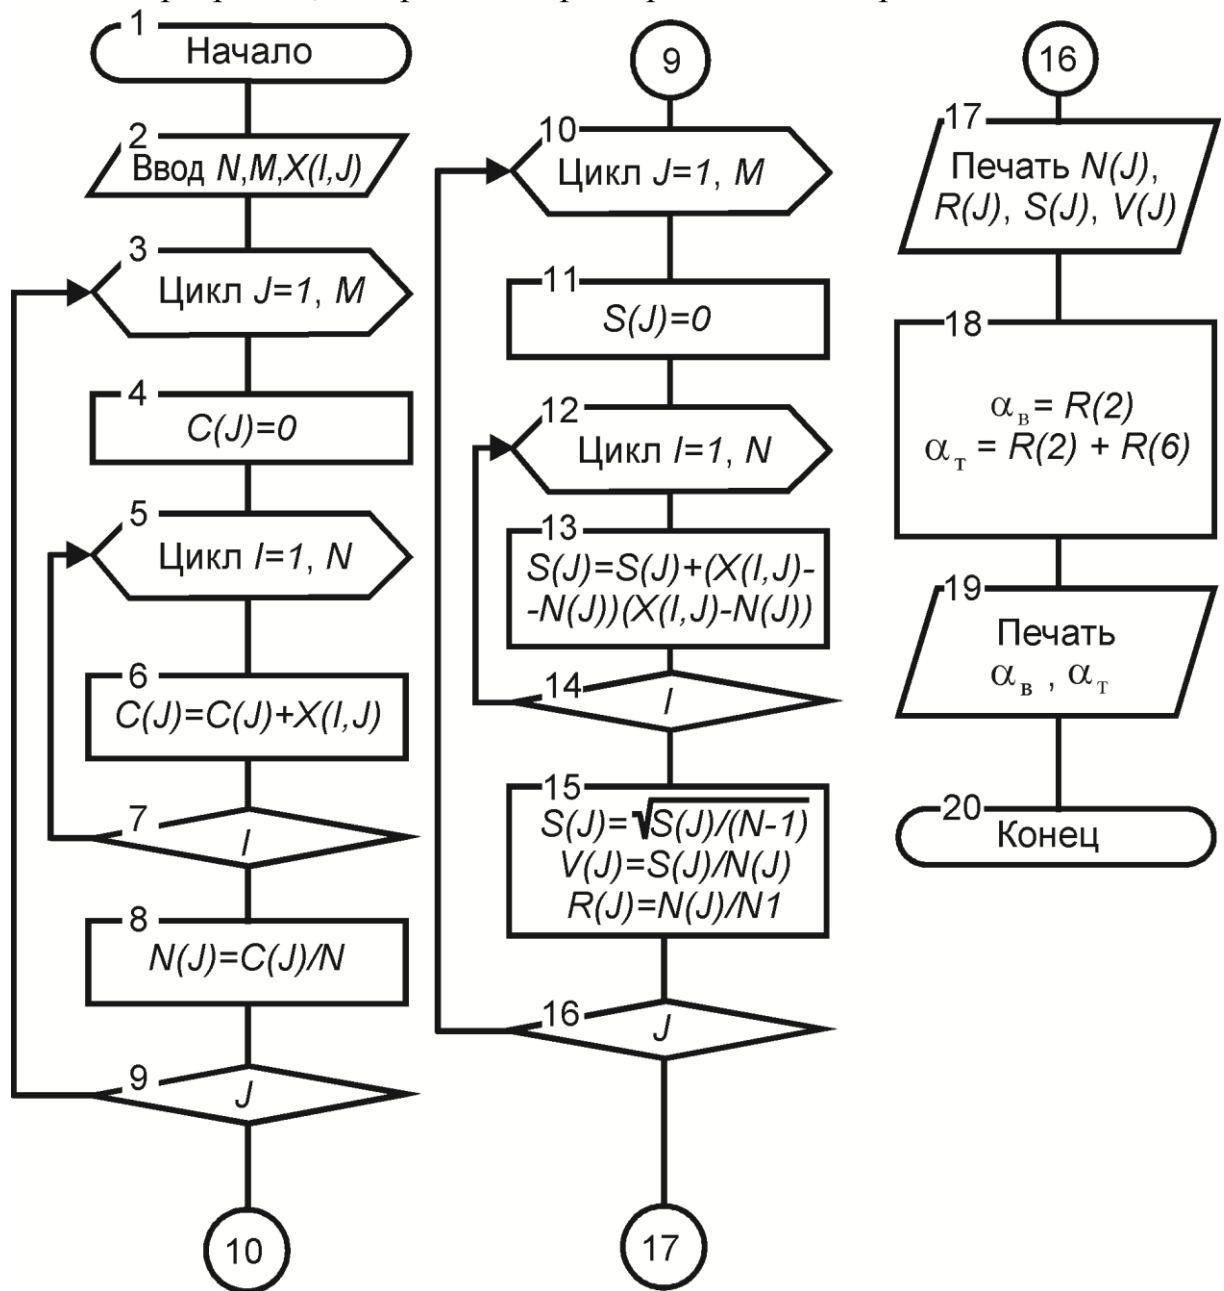 1
Начало
2
Ввод N,M,X(I,J)
3
Цикл J=1, M
4
C(J)=0
5
Цикл I=1, N
6
C(J)=C(J)+X(I,J)
7
I
8
N(J)=C(J)/N
9
J
10
9
10
Цикл J=1, M
11
S(J)=0
12
Цикл I=1, N
13
S(J)=S(J)+(X(I,J)-
-N(J))(X(I,J)-N(J))
14
I
15
S(J)=√S(J)/(N-1)
V(J)=S(J)/N(J)
R(J)=N(J)/N1
16
J
17
16
17
Печать N(J),
R(J), S(J), V(J)
18
αв = R(2)
αт = R(2) + R(6)
19
Печать
αв , αт
20
Конец